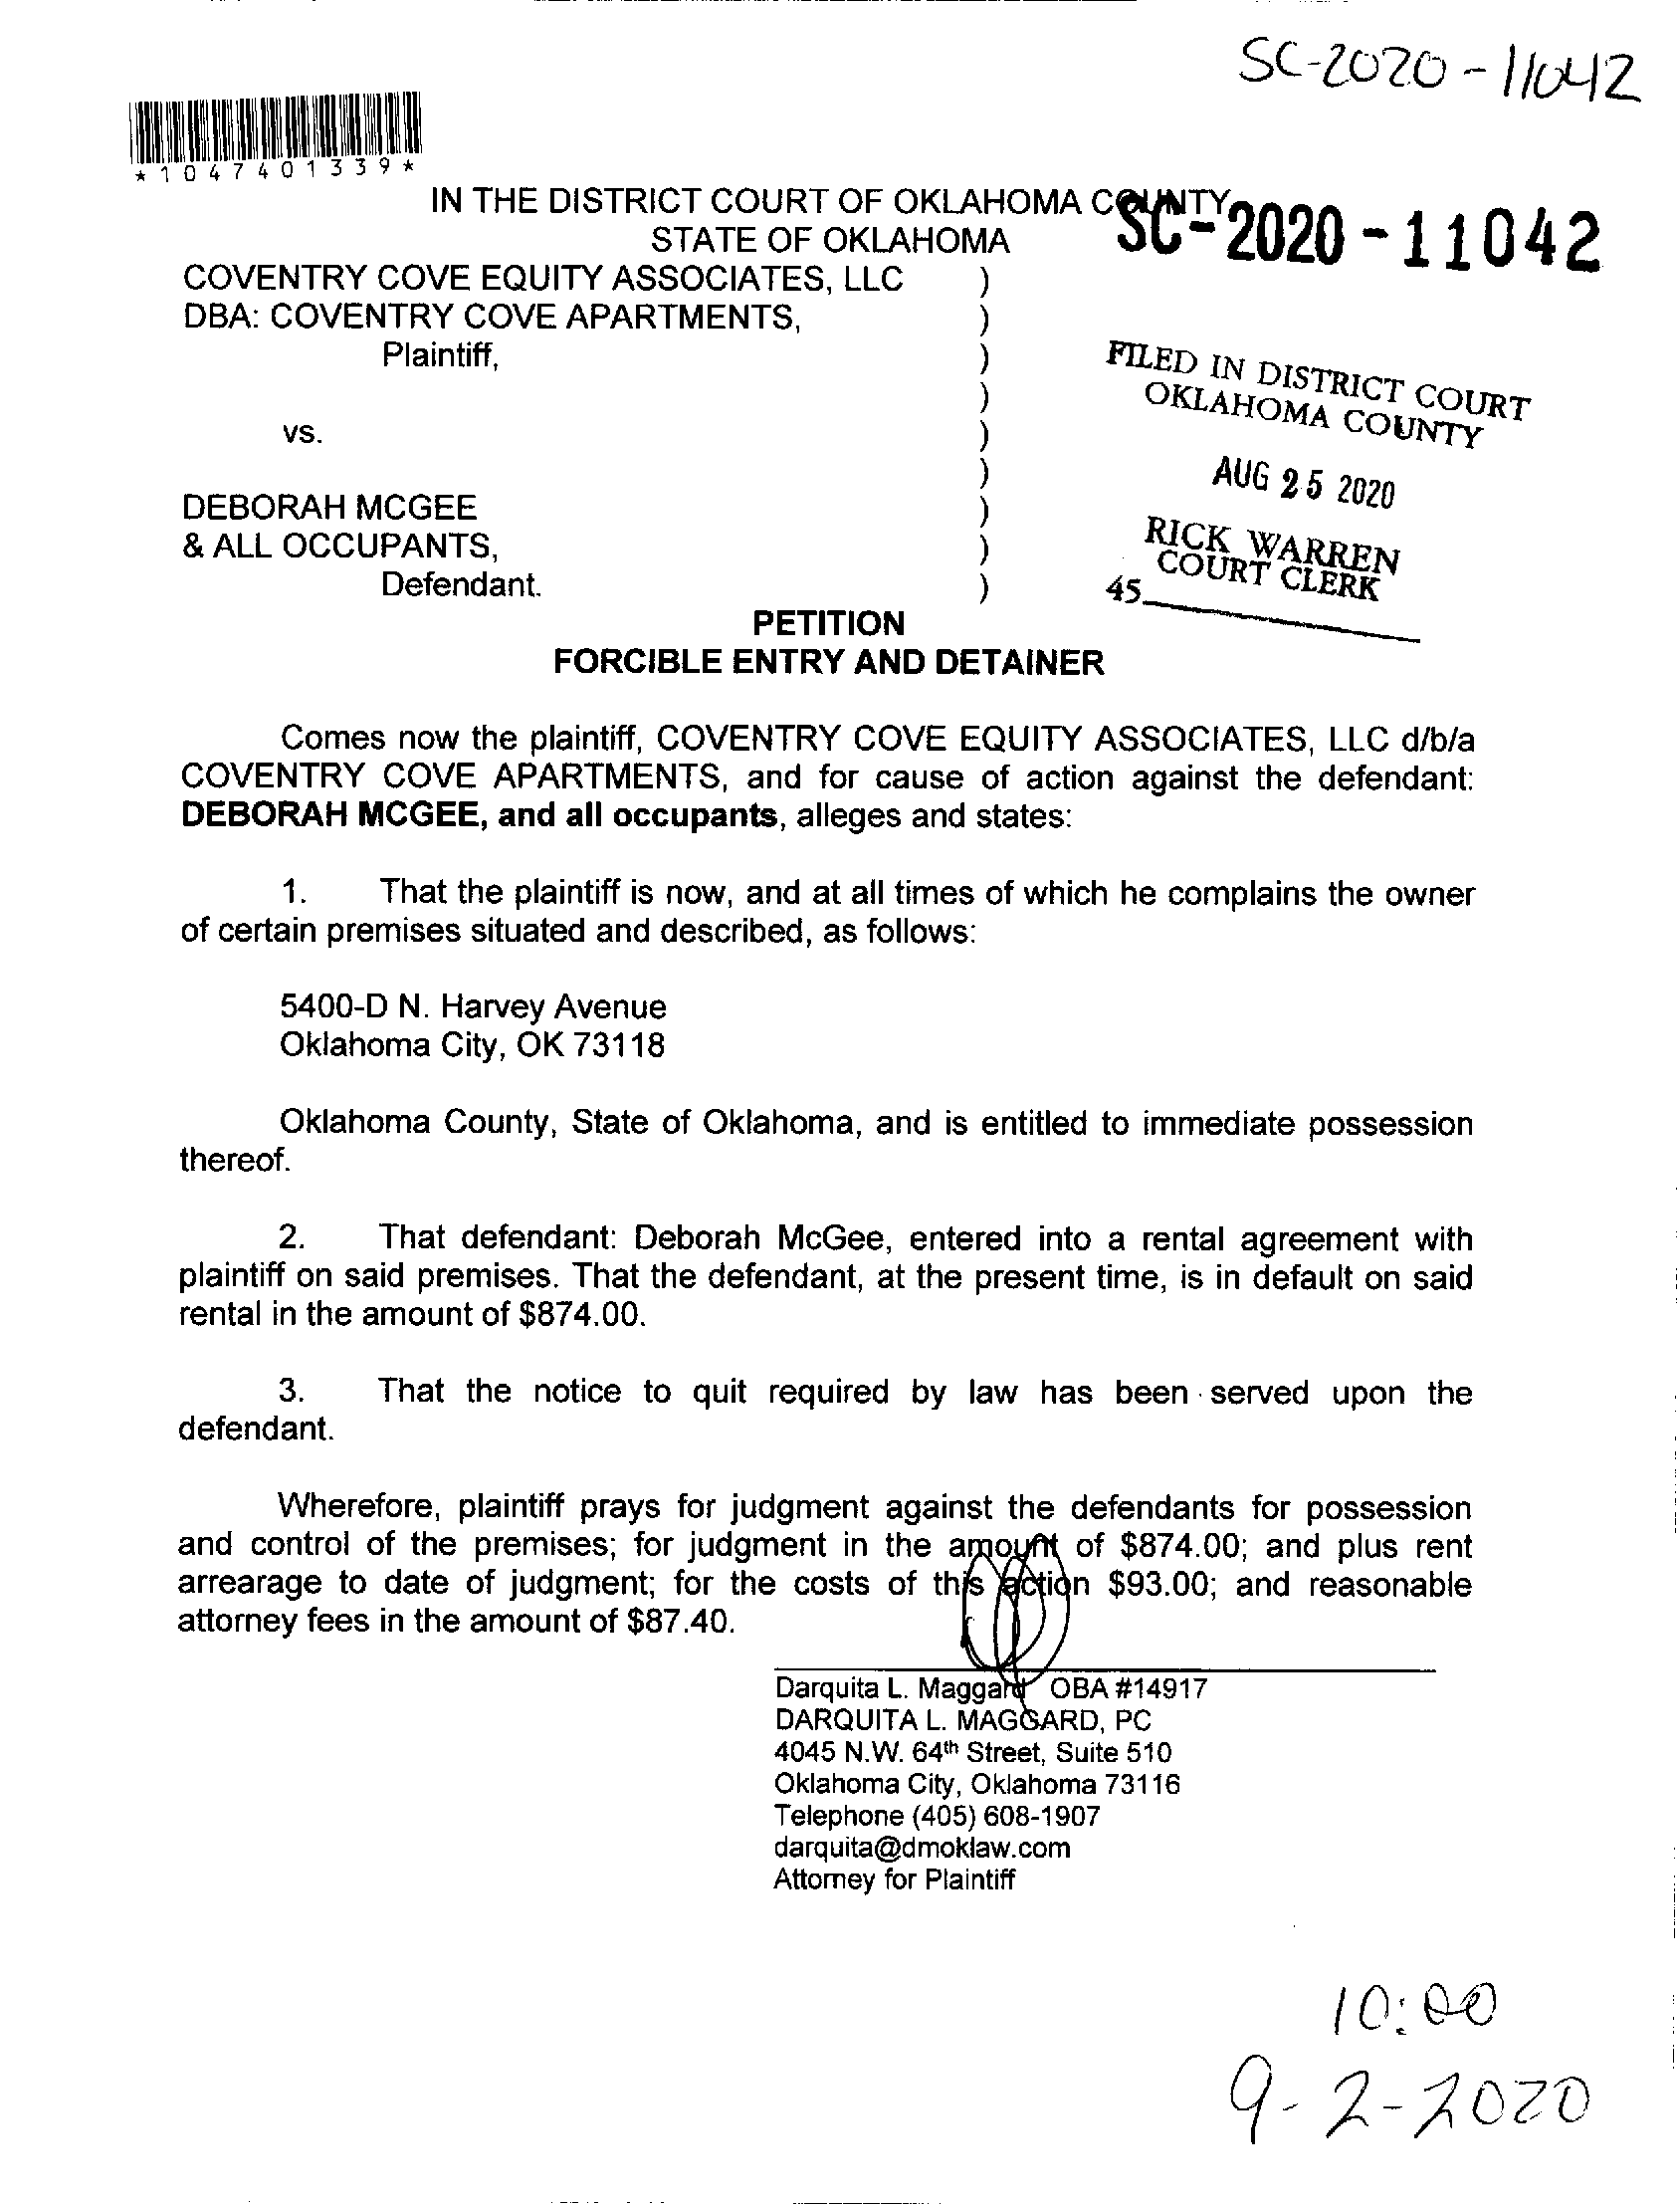 SC-2020-11042
*1047401339*
IN THE DISTRICT COURT OF OKLAHOMA COUNTY
STATE OF OKLAHOMA
SC-2020-11042
COVENTRY COVE EQUITY ASSOCIATES, LLC )
DBA: COVENTRY COVE APARTMENTS, )
Plaintiff, )
)
vs. )
)
DEBORAH MCGEE )
& ALL OCCUPANTS, )
Defendant. )
FILED IN DISTRICT COURT
OKLAHOMA COUNTY
AUG 25 2020
RICK WARREN
COURT CLERK
45
PETITION
FORCIBLE ENTRY AND DETAINER
Comes now the plaintiff, COVENTRY COVE EQUITY ASSOCIATES, LLC d/b/a
COVENTRY COVE APARTMENTS, and for cause of action against the defendant:
DEBORAH MCGEE, and all occupants, alleges and states:
1. That the plaintiff is now, and at all times of which he complains the owner
of certain premises situated and described, as follows:
5400-D N. Harvey Avenue
Oklahoma City, OK 73118
Oklahoma County, State of Oklahoma, and is entitled to immediate possession
thereof.
2. That defendant: Deborah McGee, entered into a rental agreement with
plaintiff on said premises. That the defendant, at the present time, is in default on said
rental in the amount of $874.00.
3. That the notice to quit required by law has been served upon the
defendant.
Wherefore, plaintiff prays for judgment against the defendants for possession
and control of the premises; for judgment in the amount of $874.00; and plus rent
arrearage to date of judgment; for the costs of this action $93.00; and reasonable
attorney fees in the amount of $87.40.
Darquita L. Maggard OBA #14917
DARQUITA L. MAGGARD, PC
4045 N.W. 64th Street, Suite 510
Oklahoma City, Oklahoma 73116
Telephone (405) 608-1907
darquita@dmoklaw.com
Attorney for Plaintiff
10:00
9-2-2020